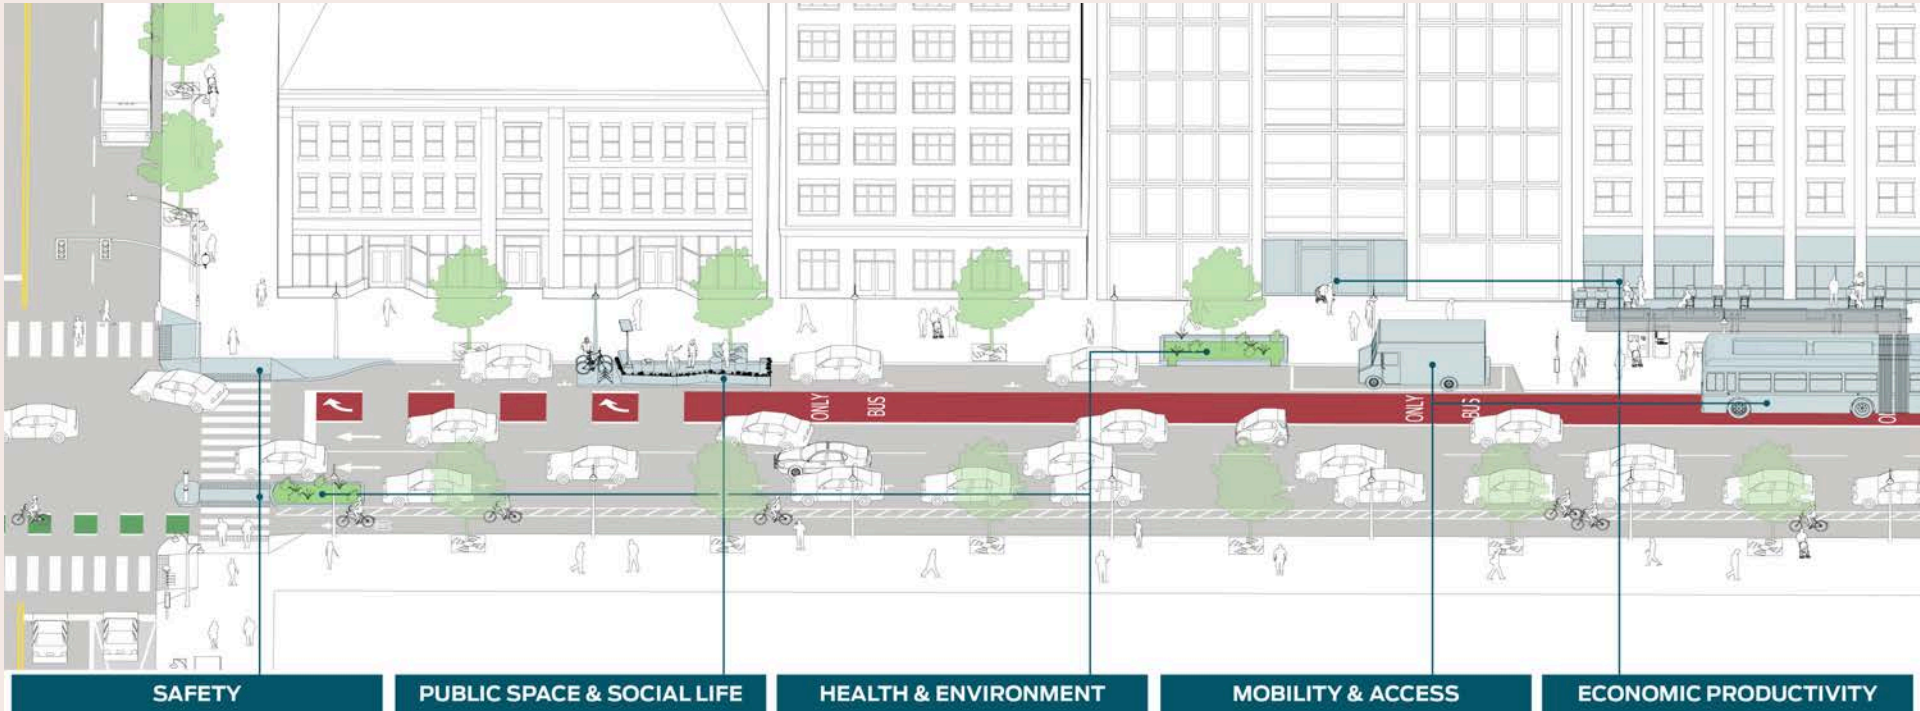 ONLY
BUS
ONLY
BUS
SAFETY
PUBLIC SPACE & SOCIAL LIFE
HEALTH & ENVIRONMENT
MOBILITY & ACCESS
ECONOMIC PRODUCTIVITY